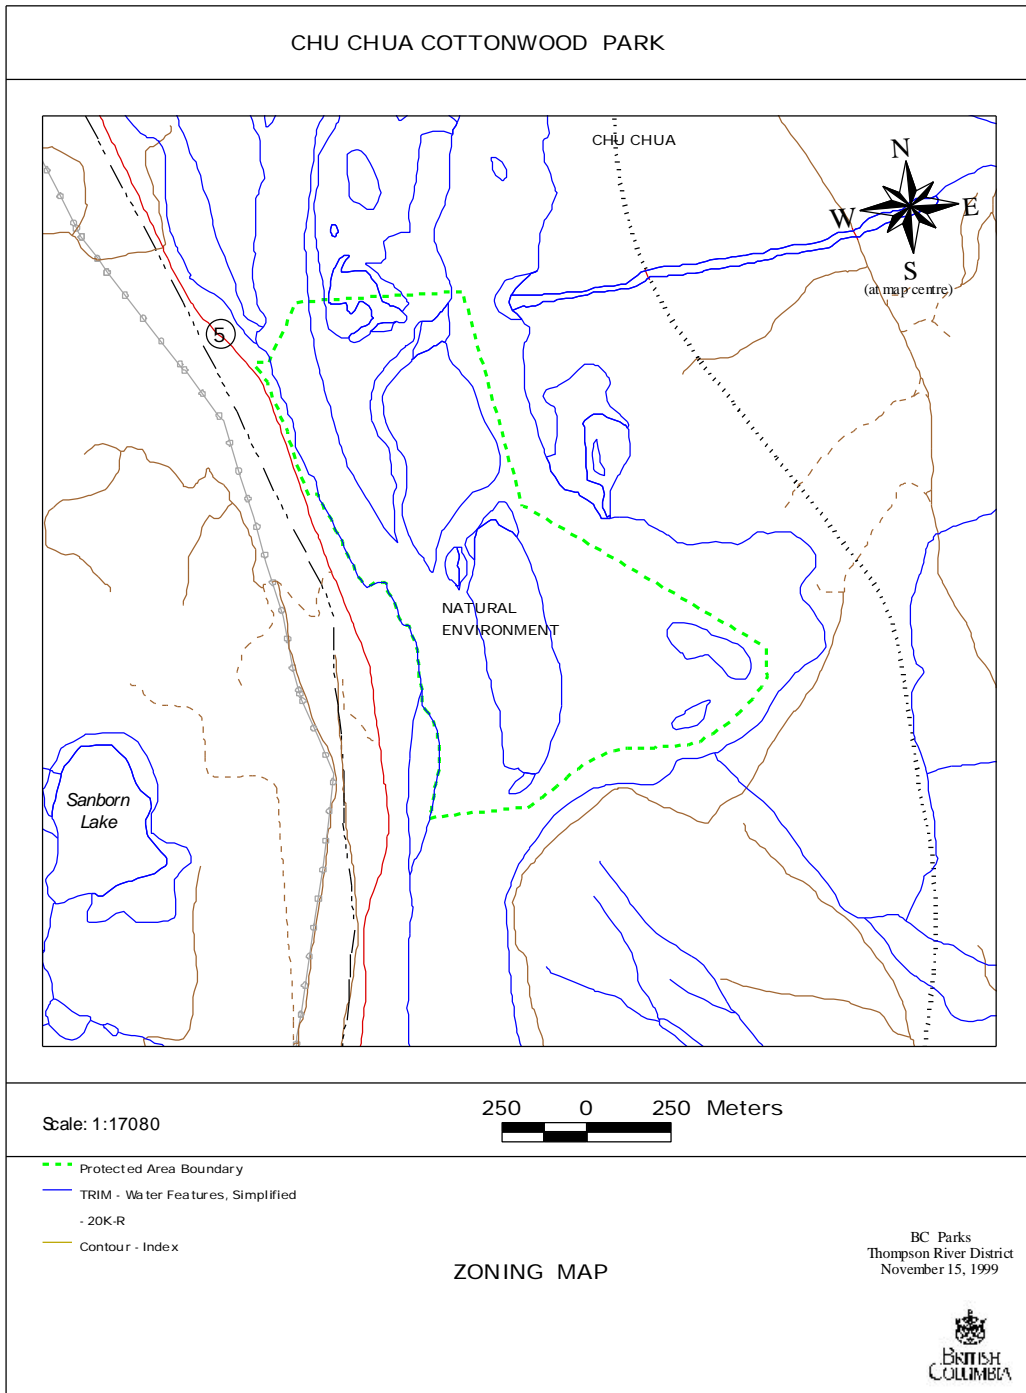 CHU CHUA COTTONWOOD PARK
CHU CHUA
N
W
E
S
(at map centre)
5
NATURAL
ENVIRONMENT
Sanborn
Lake
Scale: 1:17080
250 0 250 Meters
Protected Area Boundary
TRIM - Water Features, Simplified
- 20K-R
Contour - Index
ZONING MAP
BC Parks
Thompson River District
November 15, 1999
BRITISH
COLUMBIA